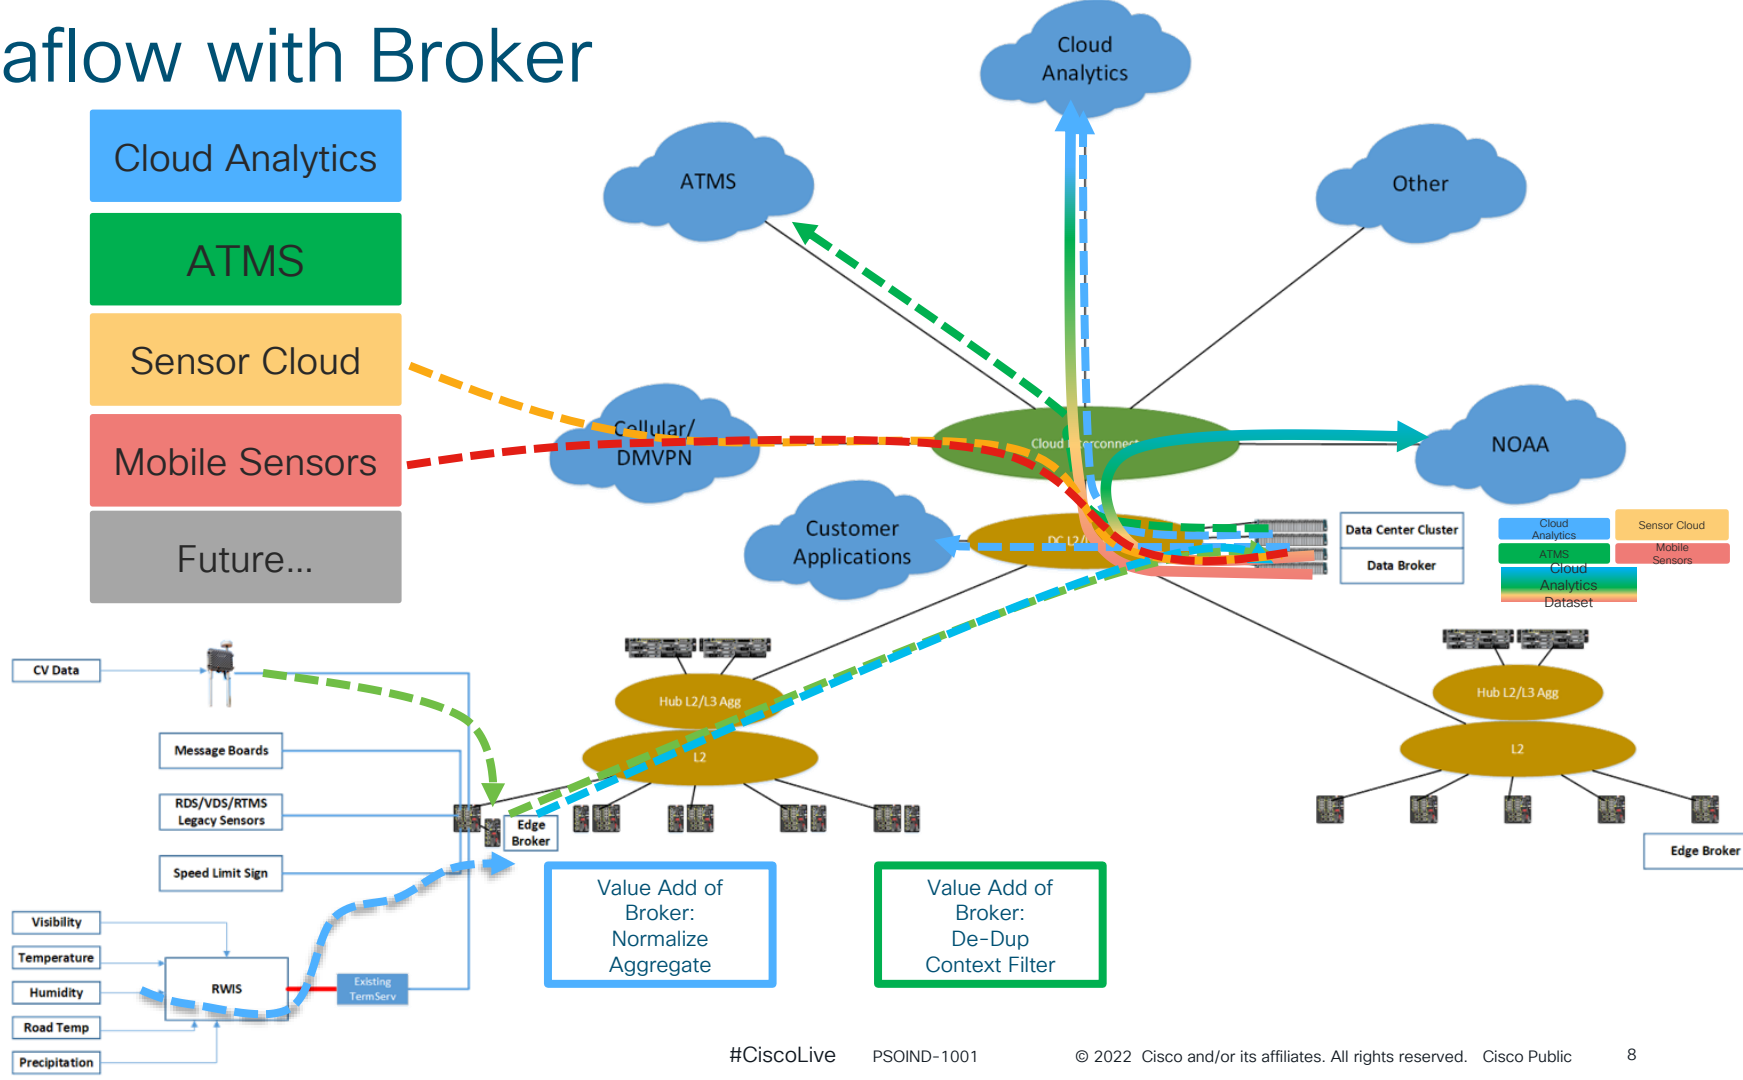 aflow with Broker
Cloud Analytics
ATMS
Sensor Cloud
Mobile Sensors
Future...
Cloud
Analytics
ATMS
Other
Cellular/
DMVPN
NOAA
Customer
Applications
Data Center Cluster
Data Broker
Cloud
Analytics
Sensor Cloud
ATMS
Mobile
Sensors
Cloud
Analytics
Dataset
CV Data
Message Boards
RDS/VDS/RTMS
Legacy Sensors
Speed Limit Sign
Visibility
Temperature
Humidity
Road Temp
Precipitation
RWIS
Existing
TermServ
Hub L2/L3 Agg
L2
Edge
Broker
Hub L2/L3 Agg
L2
Edge Broker
Value Add of
Broker:
Normalize
Aggregate
Value Add of
Broker:
De-Dup
Context Filter
Cloud
DC
#CiscoLive
PSOIND-1001
© 2022 Cisco and/or its affiliates. All rights reserved. Cisco Public
8